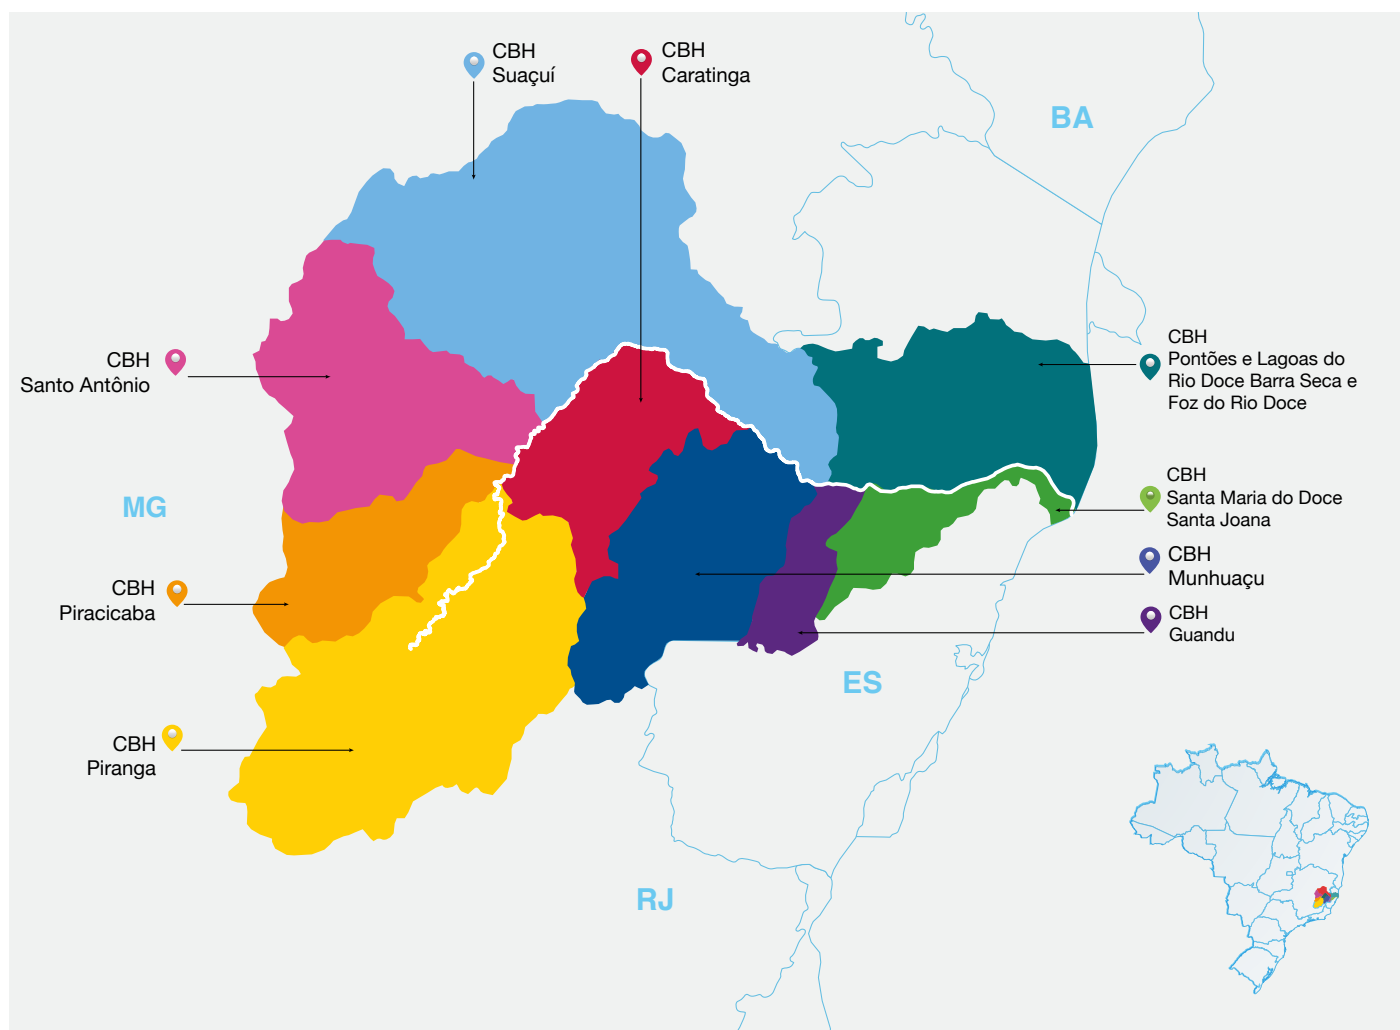 CBH
Suaçuí
CBH
Caratinga
BA
CBH
Santo Antônio
CBH
Pontões e Lagoas do
Rio Doce Barra Seca e
Foz do Rio Doce
MG
CBH
Santa Maria do Doce
Santa Joana
CBH
Munhuaçu
CBH
Piracicaba
CBH
Guandu
ES
CBH
Piranga
RJ